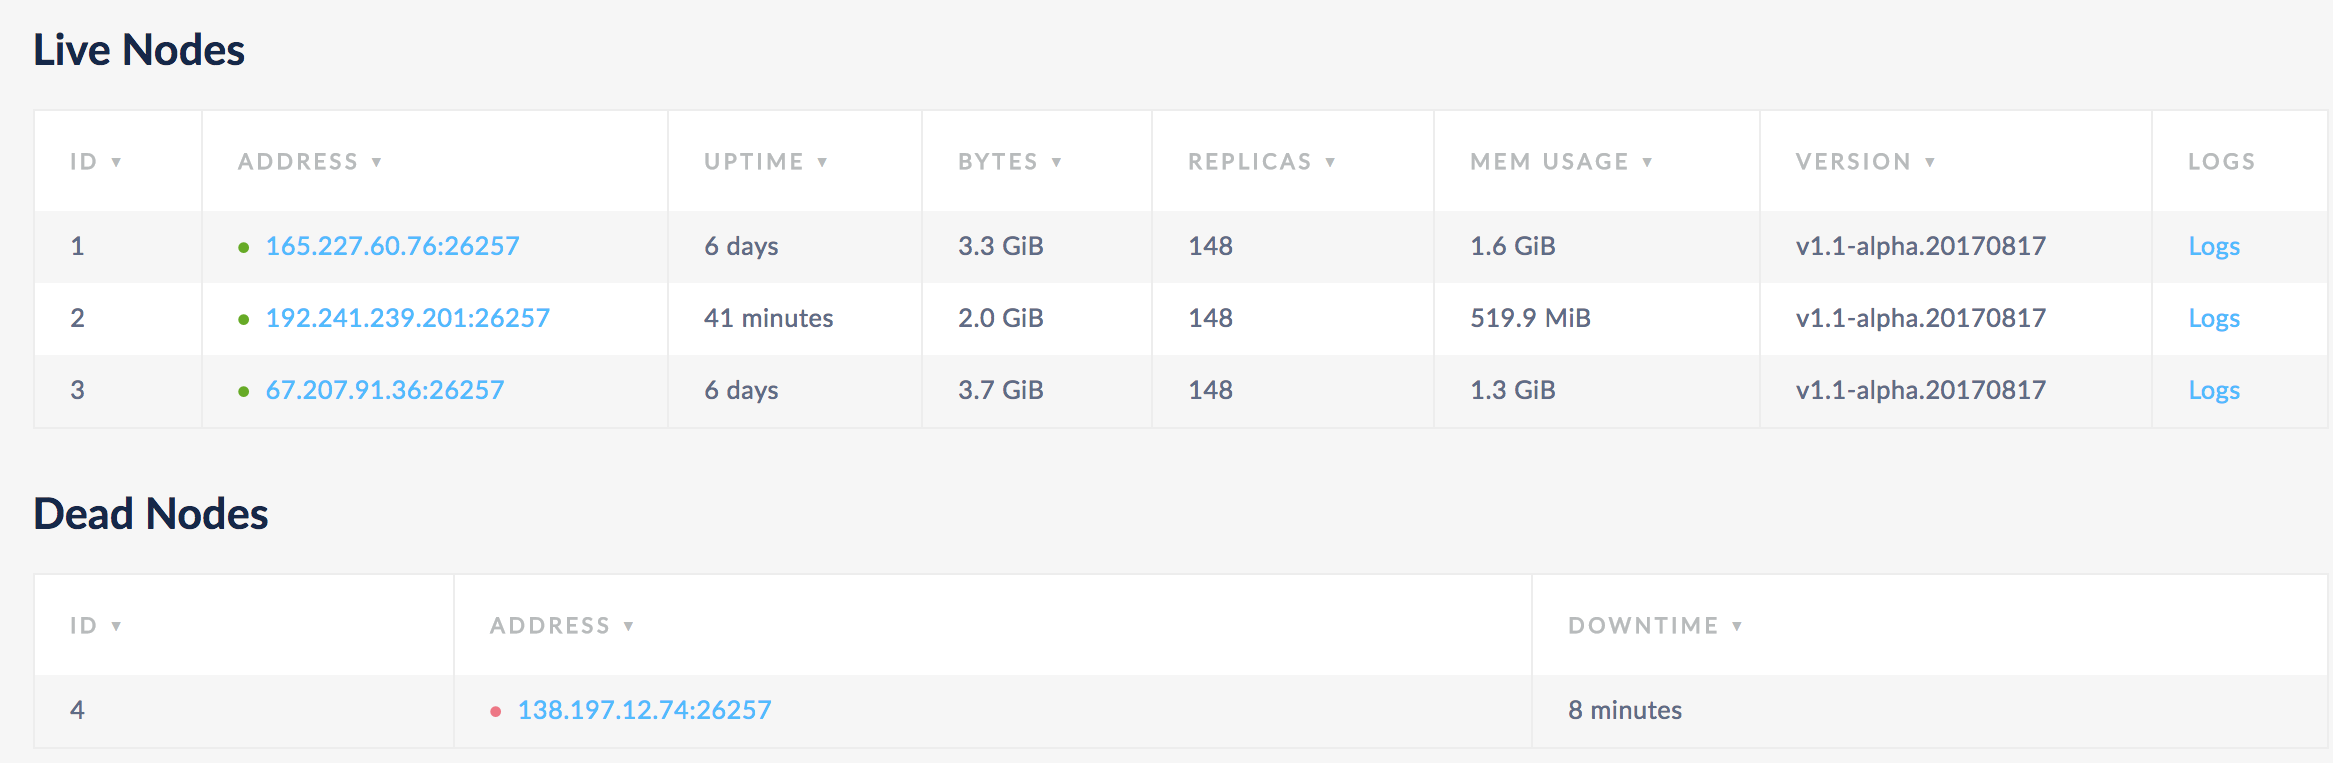 Live Nodes
ID ▼ ADDRESS ▼ UPTIME ▼ BYTES ▼ REPLICAS ▼ MEM USAGE ▼ VERSION ▼ LOGS
1 165.227.60.76:26257 6 days 3.3 GiB 148 1.6 GiB v1.1-alpha.20170817 Logs
2 192.241.239.201:26257 41 minutes 2.0 GiB 148 519.9 MiB v1.1-alpha.20170817 Logs
3 67.207.91.36:26257 6 days 3.7 GiB 148 1.3 GiB v1.1-alpha.20170817 Logs
Dead Nodes
ID ▼ ADDRESS ▼ DOWNTIME ▼
4 138.197.12.74:26257 8 minutes